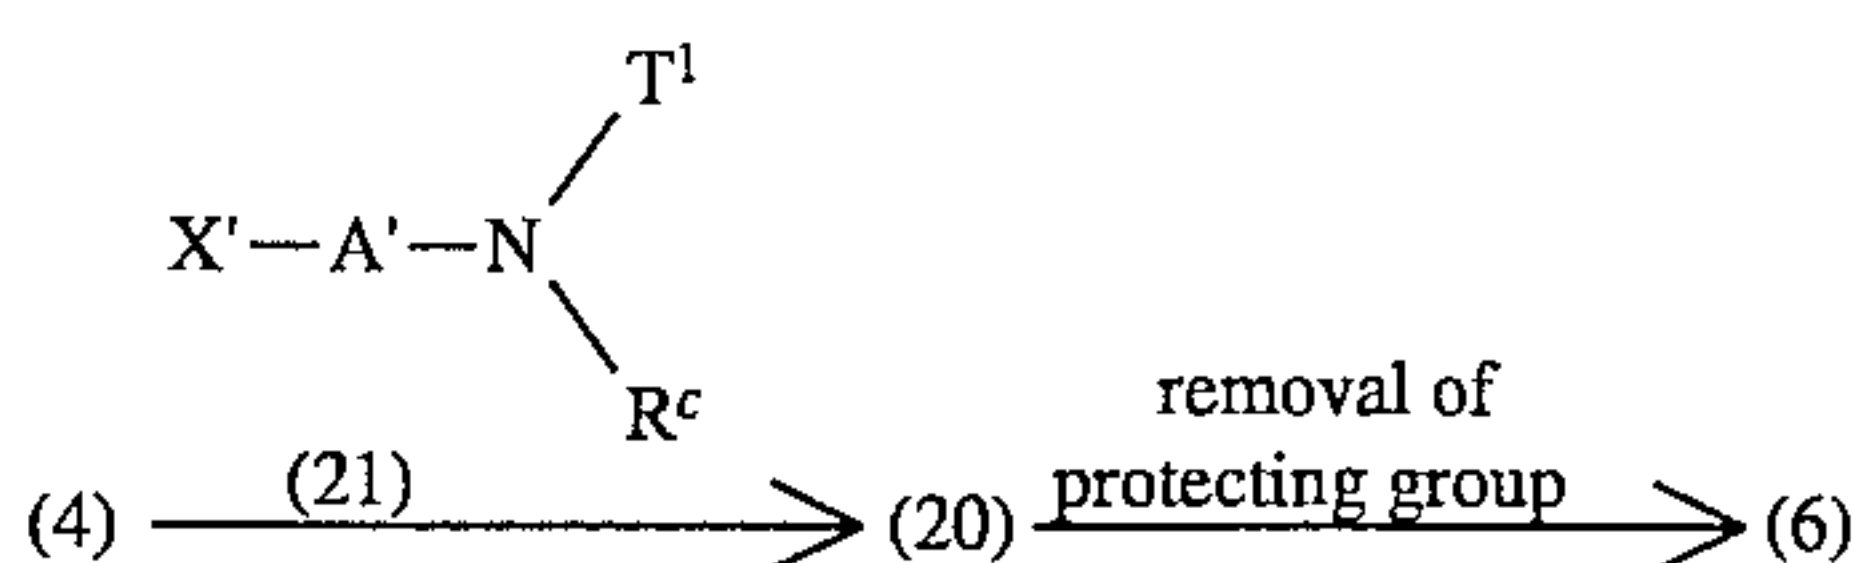 T¹
X'—A'—N
Rᶜ
removal of
(21) protecting group
(4) (20) (6)